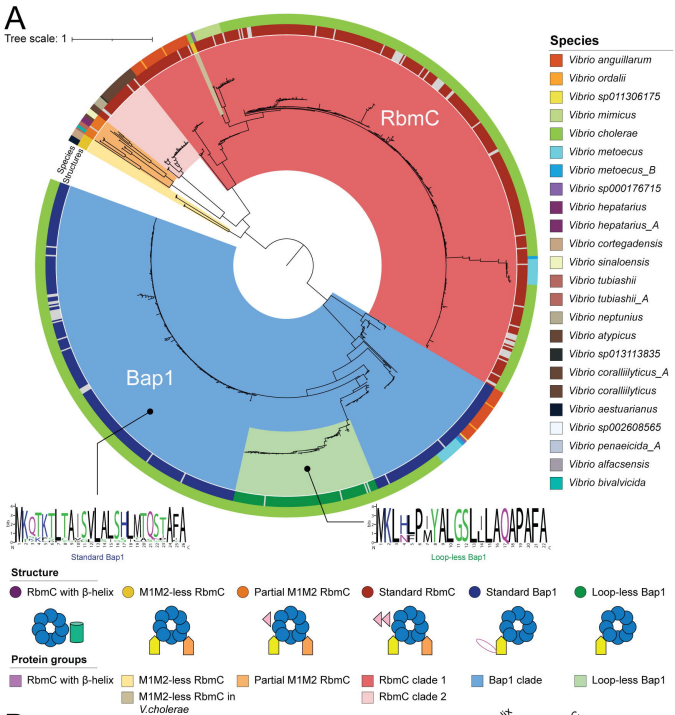 A
Tree scale: 1
Species
Structures
RbmC
Bap1
Species
Vibrio anguillarum
Vibrio ordalii
Vibrio sp011306175
Vibrio mimicus
Vibrio cholerae
Vibrio metoecus
Vibrio metoecus_B
Vibrio sp000176715
Vibrio hepatarius
Vibrio hepatarius_A
Vibrio cortegadensis
Vibrio sinaloensis
Vibrio tubiashii
Vibrio tubiashii_A
Vibrio neptunius
Vibrio atypicus
Vibrio sp013113835
Vibrio coralliilyticus_A
Vibrio coralliilyticus
Vibrio aestuarianus
Vibrio sp002608565
Vibrio penaeicida_A
Vibrio alfacsensis
Vibrio bivalvicida
Standard Bap1
MKLHLPMYALGSLILAQAPAFA
Loop-less Bap1
Structure
RbmC with β-helix
M1M2-less RbmC
Partial M1M2 RbmC
Standard RbmC
Standard Bap1
Loop-less Bap1
Protein groups
RbmC with β-helix
M1M2-less RbmC
Partial M1M2 RbmC
RbmC clade 1
Bap1 clade
Loop-less Bap1
M1M2-less RbmC in
V.cholerae
RbmC clade 2